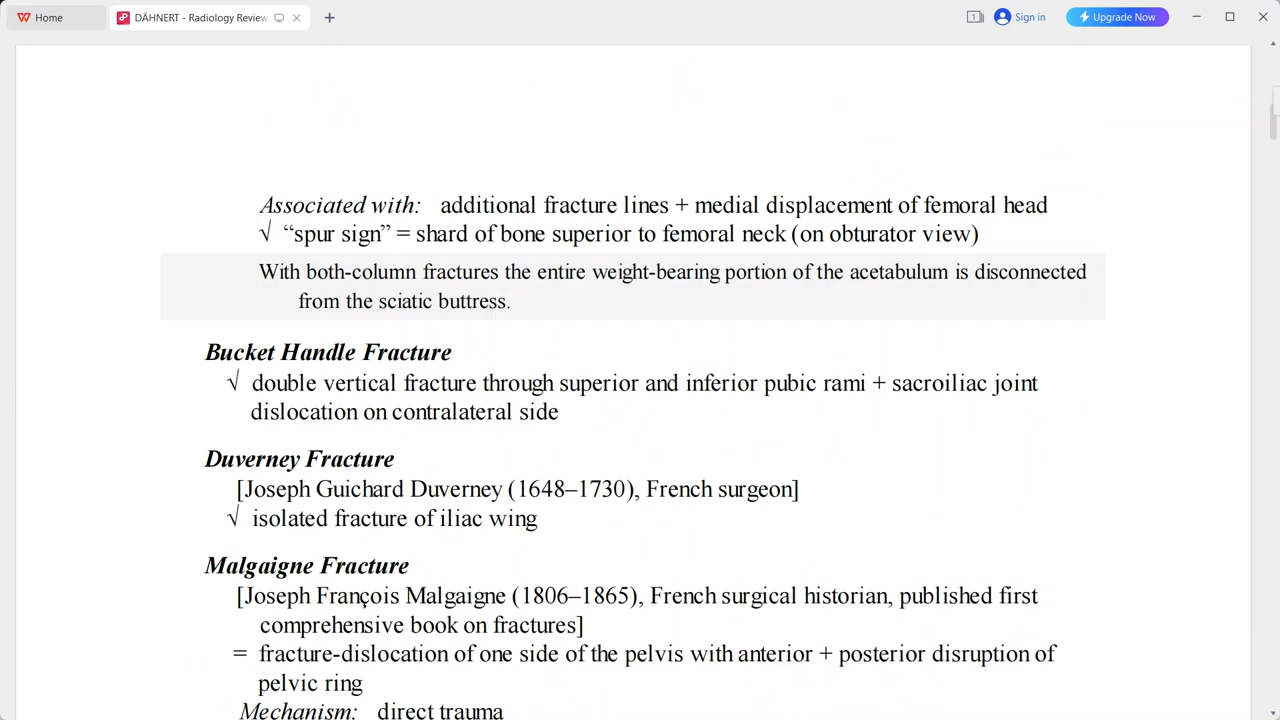 Home
DÄHNERT - Radiology Review
1
Sign in
Upgrade Now
Associated with: additional fracture lines + medial displacement of femoral head
√ “spur sign” = shard of bone superior to femoral neck (on obturator view)
With both-column fractures the entire weight-bearing portion of the acetabulum is disconnected
from the sciatic buttress.
Bucket Handle Fracture
√ double vertical fracture through superior and inferior pubic rami + sacroiliac joint
dislocation on contralateral side
Duverney Fracture
[Joseph Guichard Duverney (1648–1730), French surgeon]
√ isolated fracture of iliac wing
Malgaigne Fracture
[Joseph François Malgaigne (1806–1865), French surgical historian, published first
comprehensive book on fractures]
= fracture-dislocation of one side of the pelvis with anterior + posterior disruption of
pelvic ring
Mechanism: direct trauma